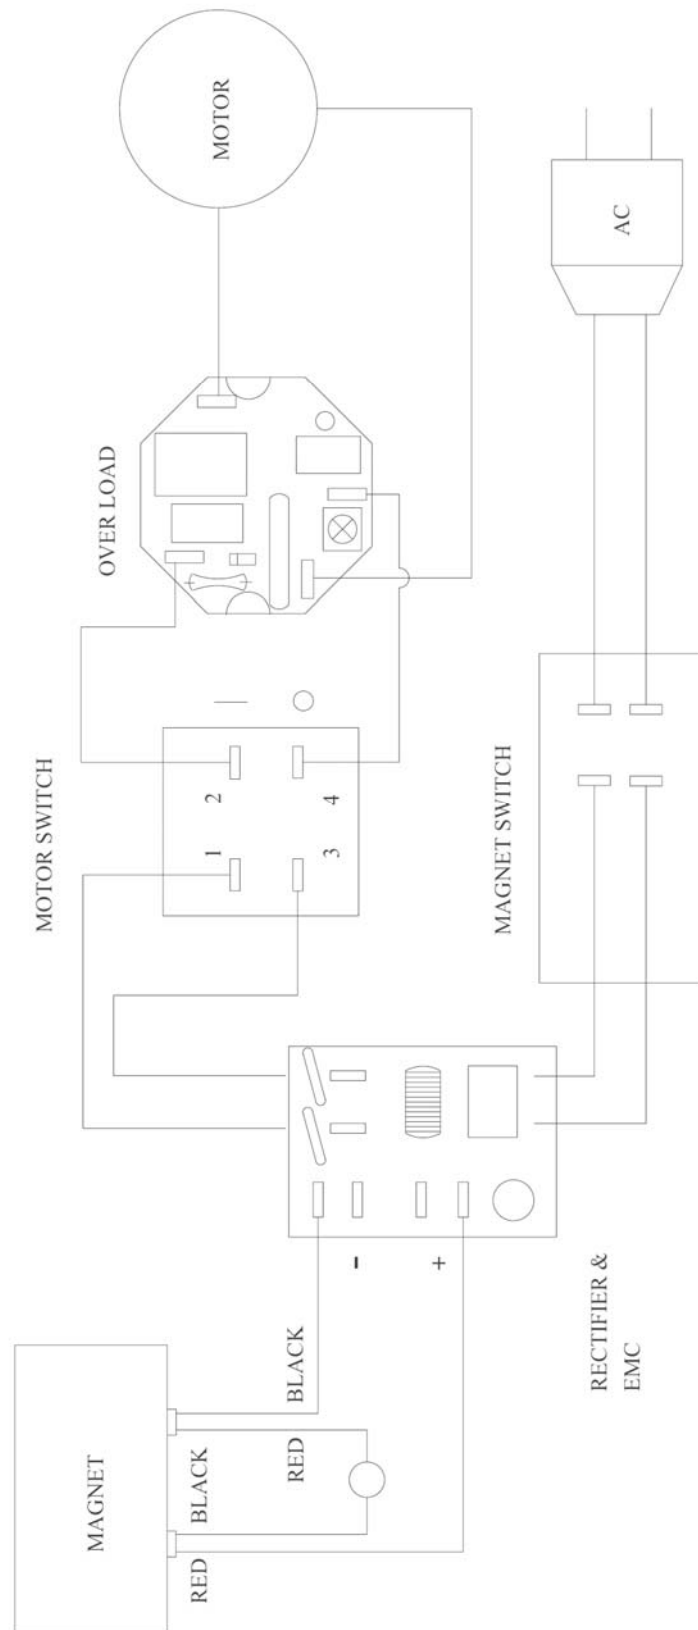 MOTOR
AC
OVER LOAD
MOTOR SWITCH
1
2
3
4
MAGNET SWITCH
-
+
RECTIFIER &
EMC
MAGNET
BLACK
RED
BLACK
RED